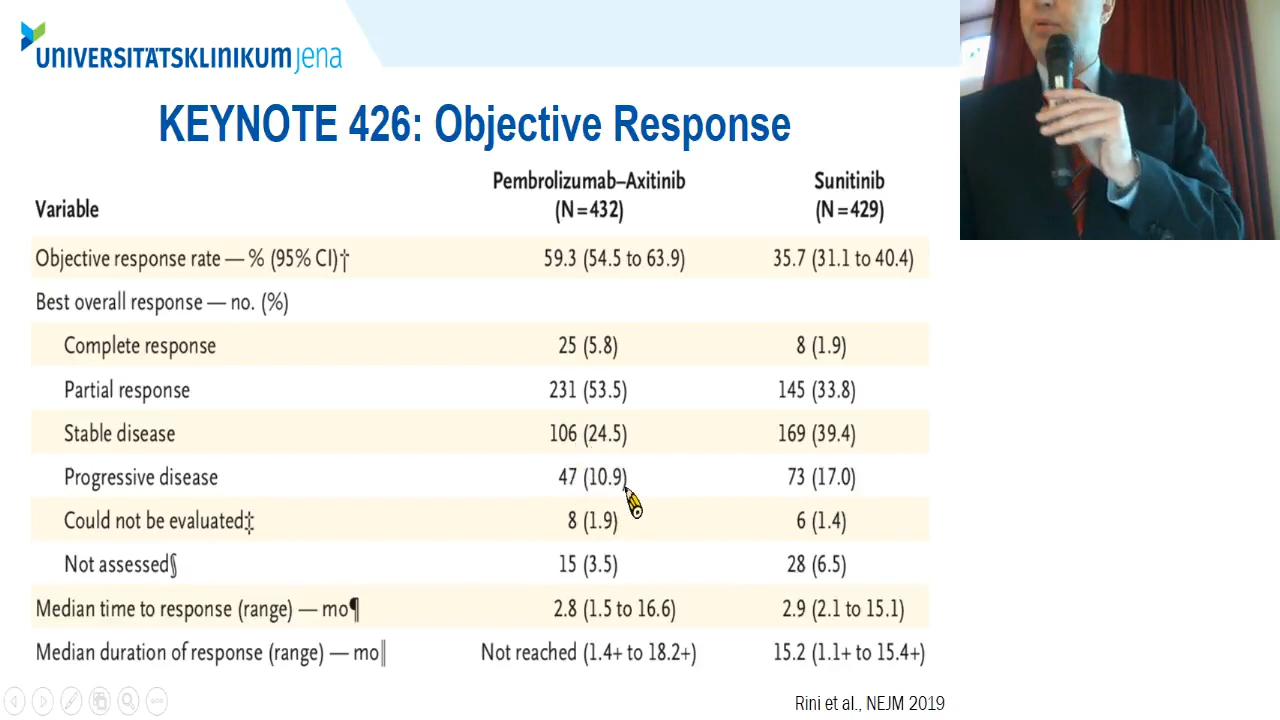 UNIVERSITÄTSKLINIKUM jena
KEYNOTE 426: Objective Response
Variable Pembrolizumab–Axitinib (N=432) Sunitinib (N=429)
Objective response rate — % (95% CI)† 59.3 (54.5 to 63.9) 35.7 (31.1 to 40.4)
Best overall response — no. (%)
Complete response 25 (5.8) 8 (1.9)
Partial response 231 (53.5) 145 (33.8)
Stable disease 106 (24.5) 169 (39.4)
Progressive disease 47 (10.9) 73 (17.0)
Could not be evaluated‡ 8 (1.9) 6 (1.4)
Not assessed§ 15 (3.5) 28 (6.5)
Median time to response (range) — mo¶ 2.8 (1.5 to 16.6) 2.9 (2.1 to 15.1)
Median duration of response (range) — mo‖ Not reached (1.4+ to 18.2+) 15.2 (1.1+ to 15.4+)
Rini et al., NEJM 2019